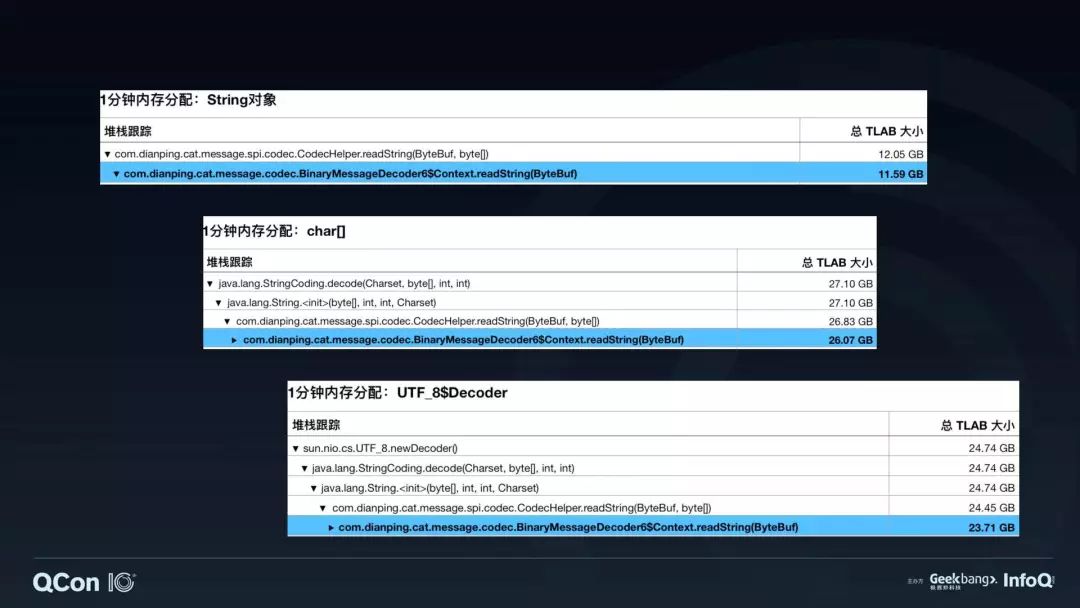 1分钟内存分配：String对象
堆栈跟踪 总 TLAB 大小
▼ com.dianping.cat.message.spi.codec.CodecHelper.readString(ByteBuf, byte[]) 12.05 GB
▼ com.dianping.cat.message.codec.BinaryMessageDecoder6$Context.readString(ByteBuf) 11.59 GB
1分钟内存分配：char[]
堆栈跟踪 总 TLAB 大小
▼ java.lang.StringCoding.decode(Charset, byte[], int, int) 27.10 GB
▼ java.lang.String.<init>(byte[], int, int, Charset) 27.10 GB
▼ com.dianping.cat.message.spi.codec.CodecHelper.readString(ByteBuf, byte[]) 26.83 GB
▶ com.dianping.cat.message.codec.BinaryMessageDecoder6$Context.readString(ByteBuf) 26.07 GB
1分钟内存分配：UTF_8$Decoder
堆栈跟踪 总 TLAB 大小
▼ sun.nio.cs.UTF_8.newDecoder() 24.74 GB
▼ java.lang.StringCoding.decode(Charset, byte[], int, int) 24.74 GB
▼ java.lang.String.<init>(byte[], int, int, Charset) 24.74 GB
▼ com.dianping.cat.message.spi.codec.CodecHelper.readString(ByteBuf, byte[]) 24.45 GB
▶ com.dianping.cat.message.codec.BinaryMessageDecoder6$Context.readString(ByteBuf) 23.71 GB
QCon 10 主办方 Geekbang>. 极客邦科技 InfoQ